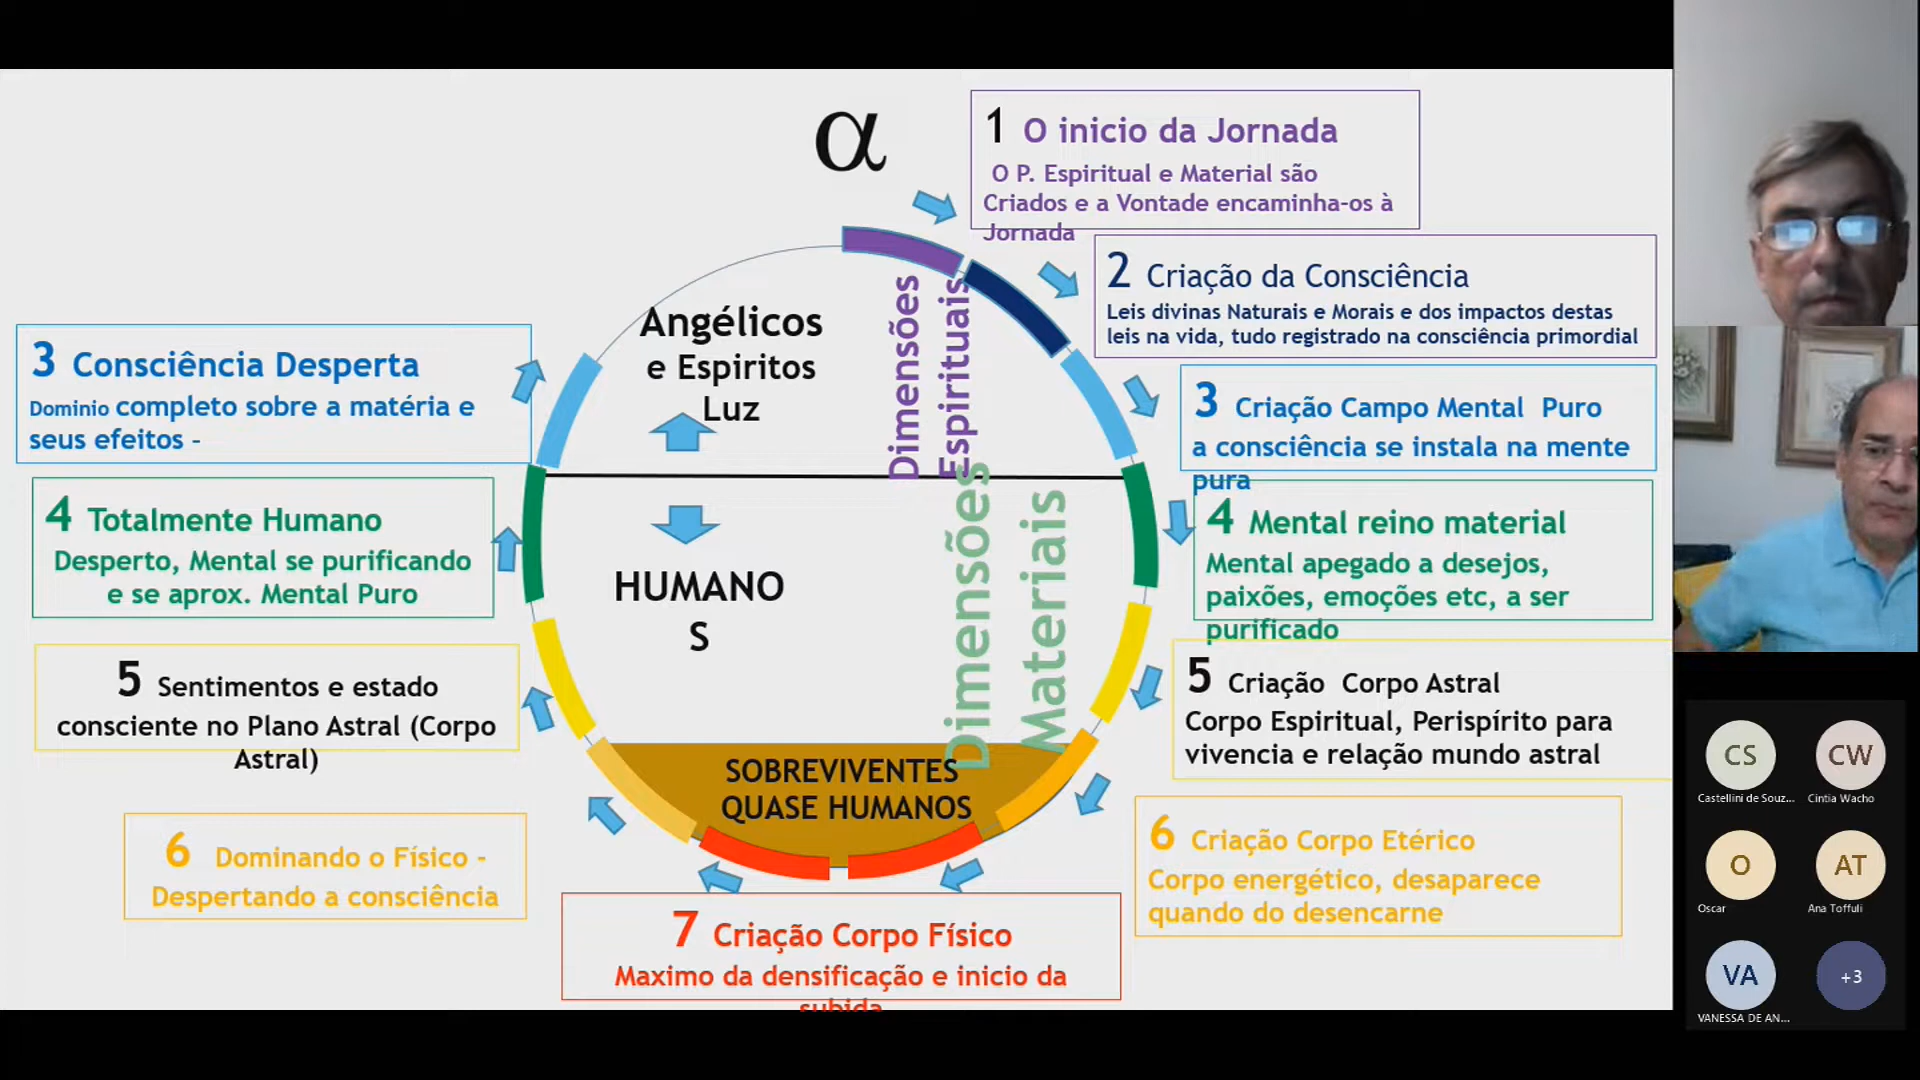 α
1 O inicio da Jornada
O P. Espiritual e Material são
Criados e a Vontade encaminha-os à
Jornada
2 Criação da Consciência
Leis divinas Naturais e Morais e dos impactos destas
leis na vida, tudo registrado na consciência primordial
3 Criação Campo Mental Puro
a consciência se instala na mente
pura
4 Mental reino material
Mental apegado a desejos,
paixões, emoções etc, a ser
purificado
5 Criação Corpo Astral
Corpo Espiritual, Perispírito para
vivencia e relação mundo astral
6 Criação Corpo Etérico
Corpo energético, desaparece
quando do desencarne
7 Criação Corpo Físico
Maximo da densificação e inicio da
subida
6 Dominando o Físico -
Despertando a consciência
5 Sentimentos e estado
consciente no Plano Astral (Corpo
Astral)
4 Totalmente Humano
Desperto, Mental se purificando
e se aprox. Mental Puro
3 Consciência Desperta
Dominio completo sobre a matéria e
seus efeitos -
Angélicos
e Espiritos
Luz
HUMANO
S
Dimensões
Espirituais
Dimensões
Materiais
SOBREVIVENTES
QUASE HUMANOS
CS
Castellini de Souz...
CW
Cintia Wacho
O
Oscar
AT
Ana Toffuli
VA
VANESSA DE AN...
+3